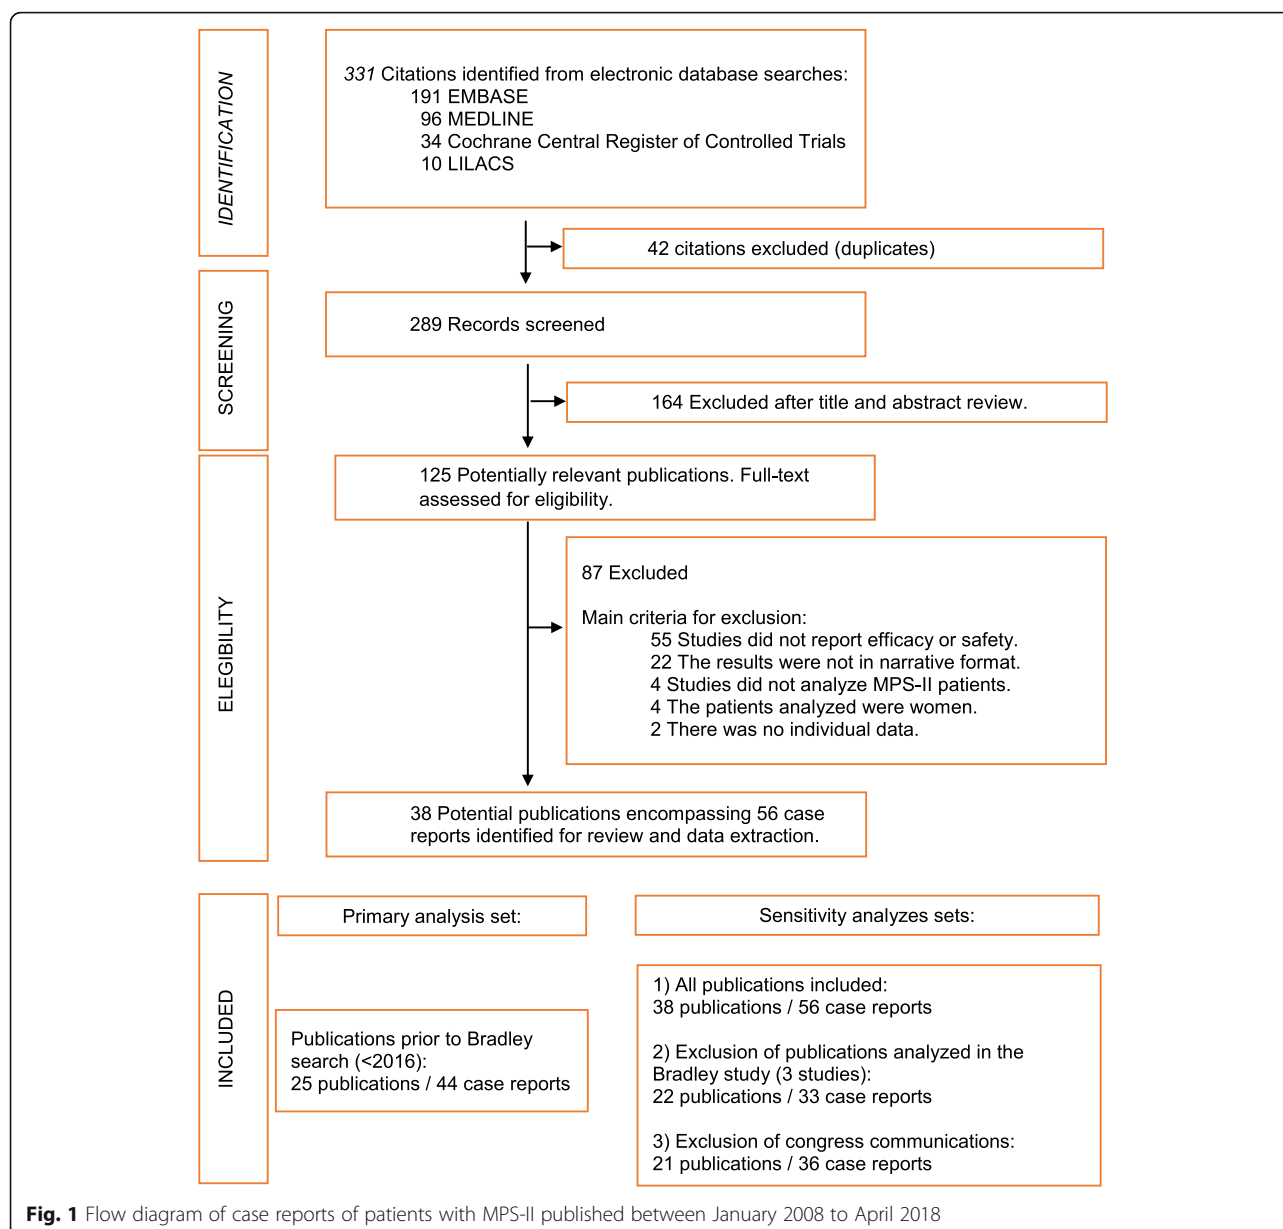 IDENTIFICATION
331 Citations identified from electronic database searches:
191 EMBASE
96 MEDLINE
34 Cochrane Central Register of Controlled Trials
10 LILACS
42 citations excluded (duplicates)
SCREENING
289 Records screened
164 Excluded after title and abstract review.
ELEGIBILITY
125 Potentially relevant publications. Full-text
assessed for eligibility.
87 Excluded
Main criteria for exclusion:
55 Studies did not report efficacy or safety.
22 The results were not in narrative format.
4 Studies did not analyze MPS-II patients.
4 The patients analyzed were women.
2 There was no individual data.
38 Potential publications encompassing 56 case
reports identified for review and data extraction.
INCLUDED
Primary analysis set:
Publications prior to Bradley
search (<2016):
25 publications / 44 case reports
Sensitivity analyzes sets:
1) All publications included:
38 publications / 56 case reports
2) Exclusion of publications analyzed in the
Bradley study (3 studies):
22 publications / 33 case reports
3) Exclusion of congress communications:
21 publications / 36 case reports
Fig. 1 Flow diagram of case reports of patients with MPS-II published between January 2008 to April 2018